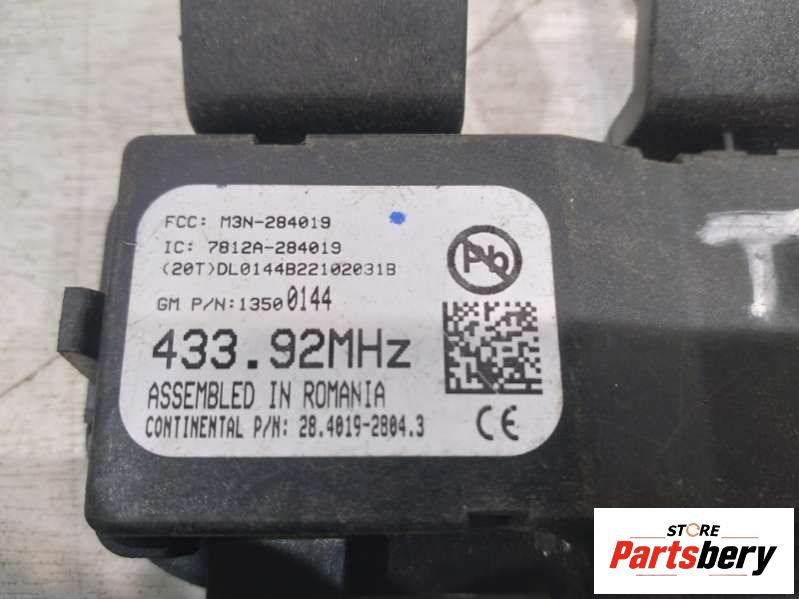 FCC: M3N-284019
IC: 7812A-284019
(20T)DL0144B22102031B
GM P/N:13500144
433.92MHz
ASSEMBLED IN ROMANIA
CONTINENTAL P/N: 28.4019-2804.3
Pb
CE
T
STORE
Partsbery